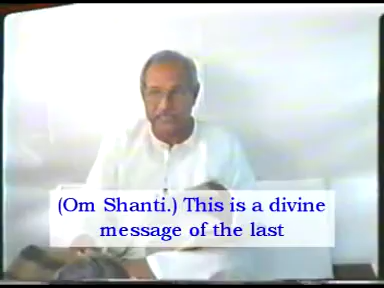 (Om Shanti.) This is a divine
message of the last